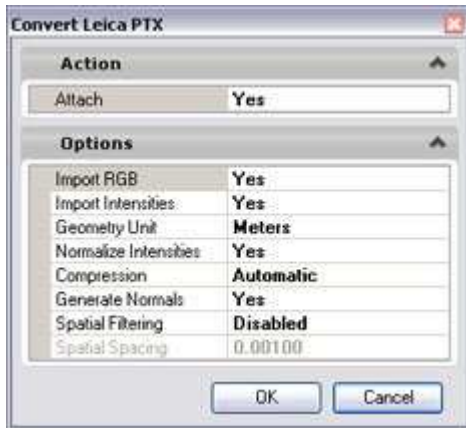 Convert Leica PTX
Action
Attach Yes
Options
Import RGB Yes
Import Intensities Yes
Geometry Unit Meters
Normalize Intensities Yes
Compression Automatic
Generate Normals Yes
Spatial Filtering Disabled
Spatial Spacing 0.00100
OK Cancel